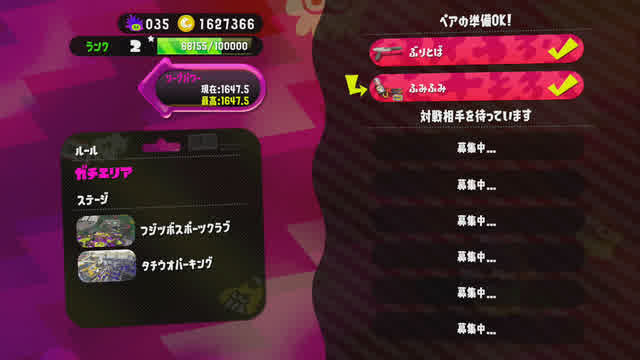 035 1627366
ランク 2 68155/100000
リーグパワー
現在:1647.5
最高:1647.5
ルール
ガチエリア
ステージ
フジツボスポーツクラブ
タチウオパーキング
ペアの準備OK!
ぷりとば
ふみふみ
対戦相手を待っています
募集中...
募集中...
募集中...
募集中...
募集中...
募集中...